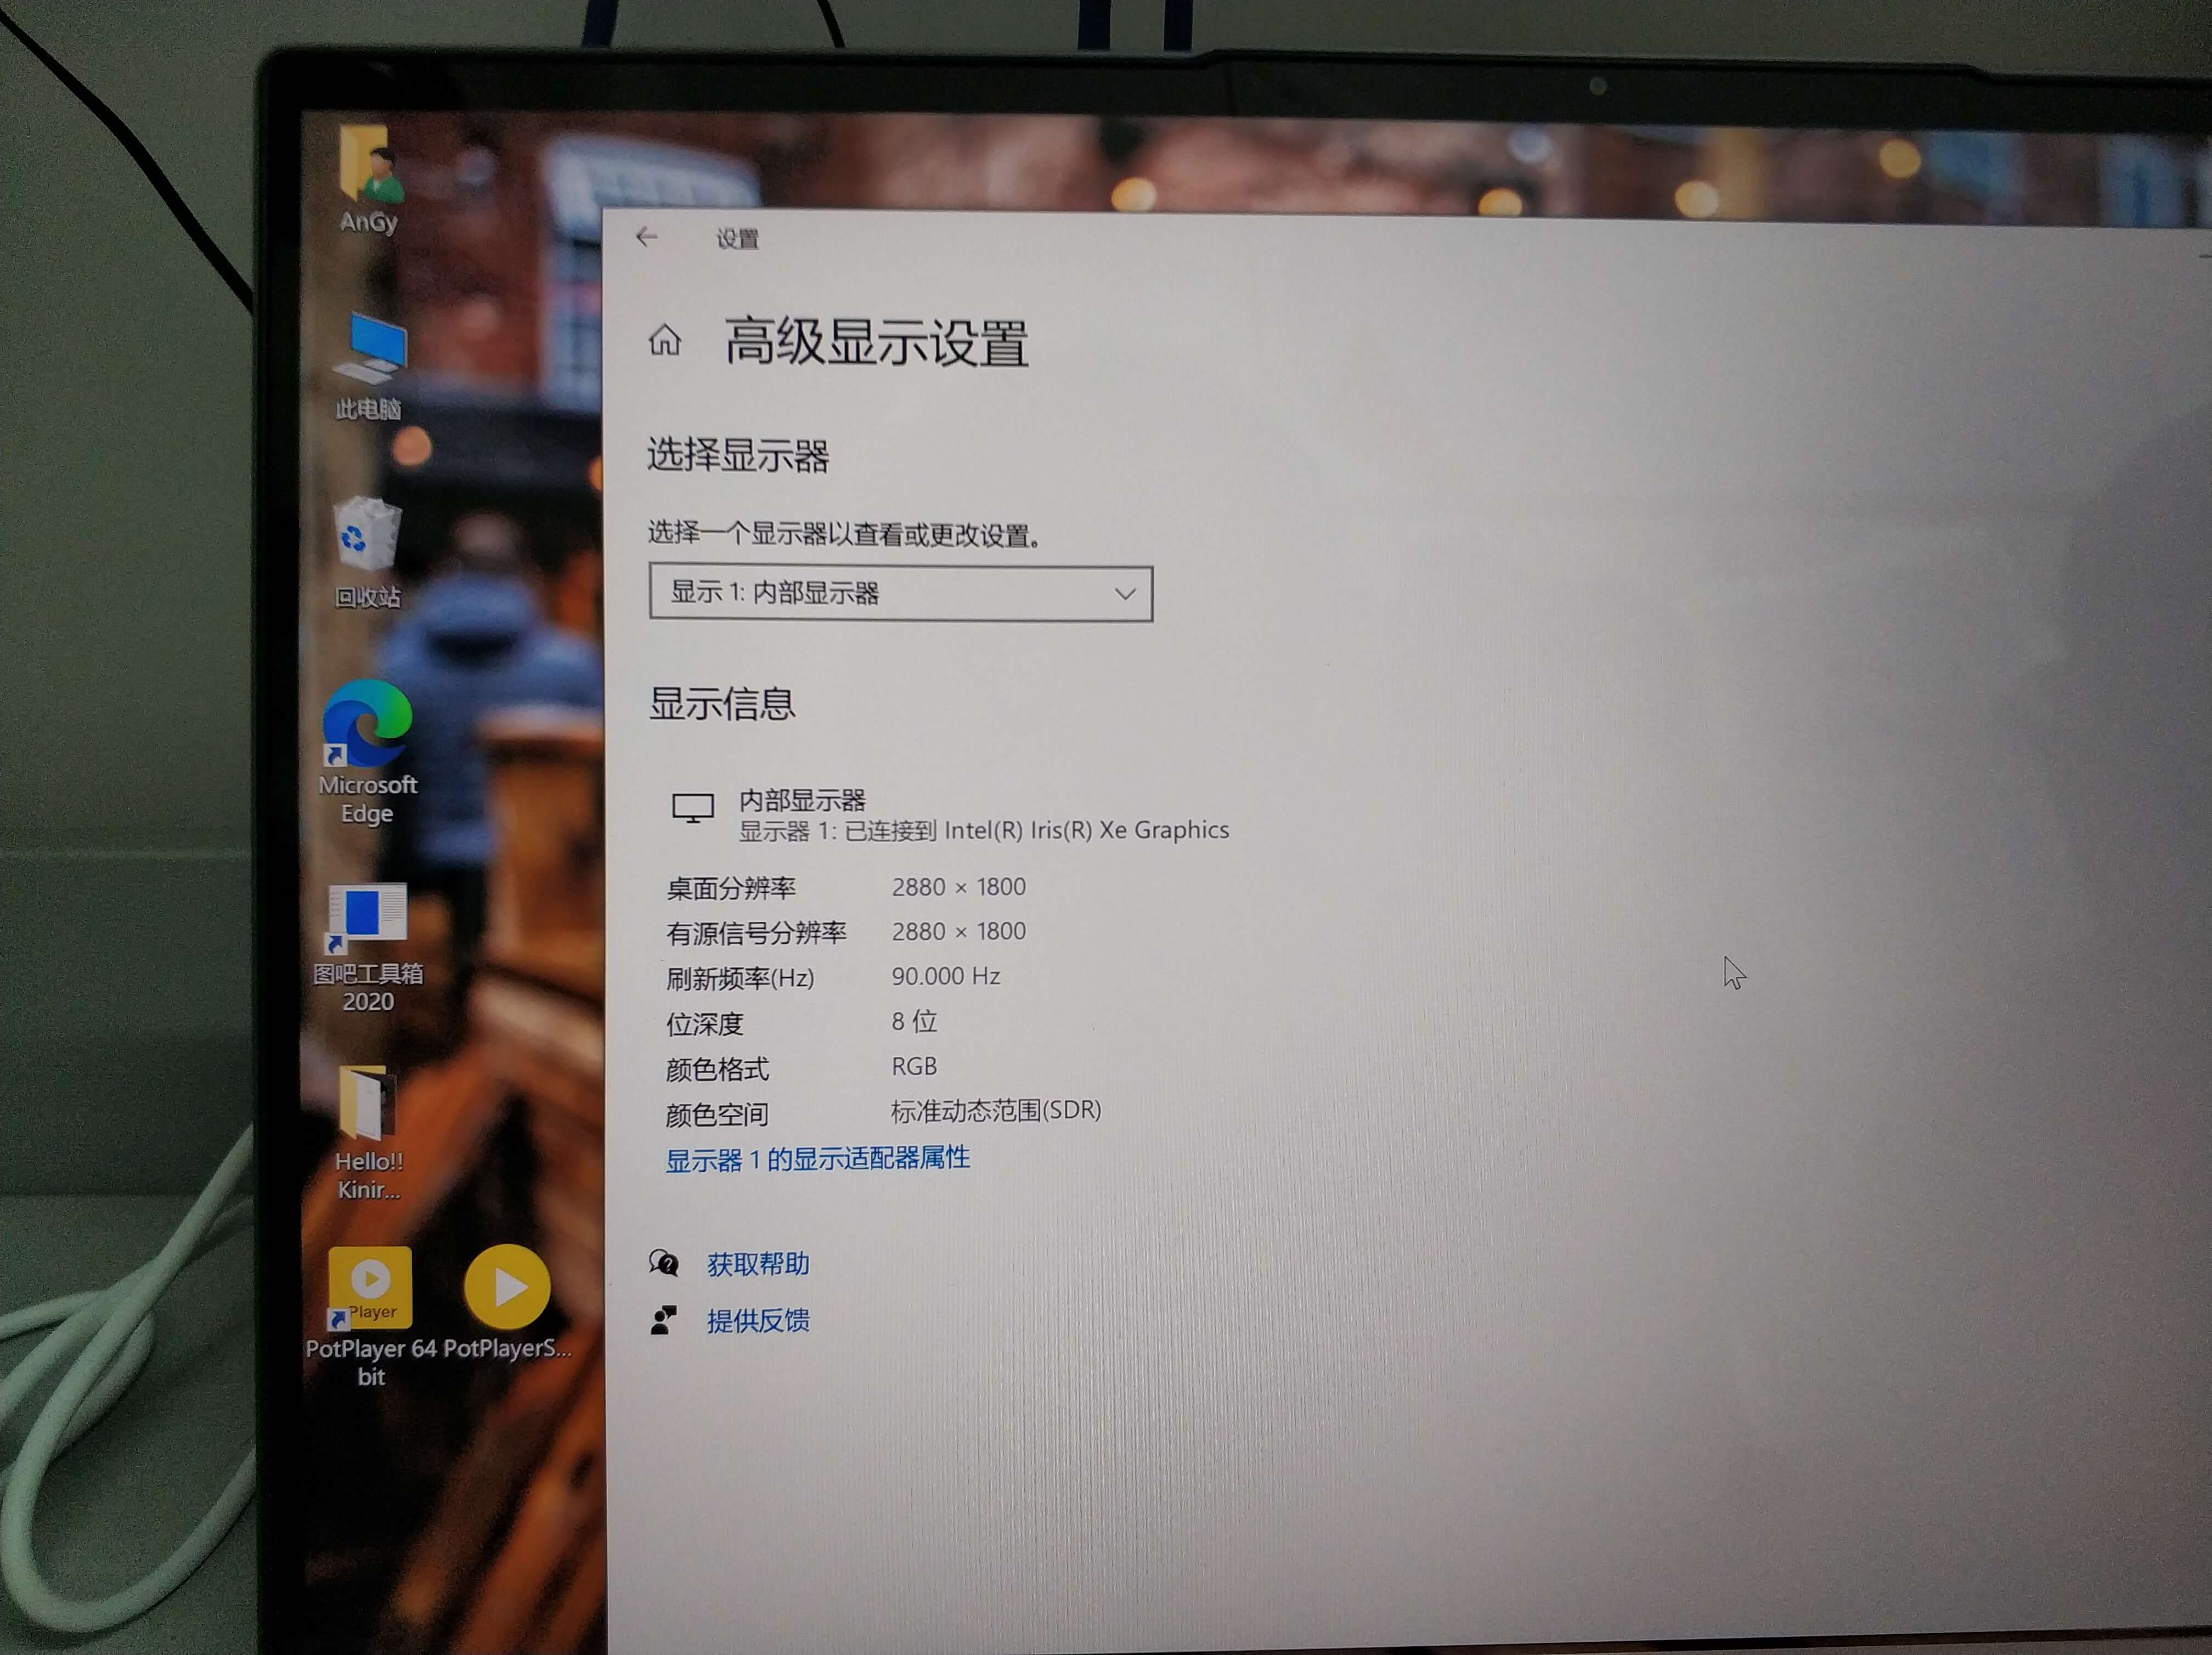 AnGy
此电脑
回收站
Microsoft
Edge
图吧工具箱
2020
Hello!!
Kinir...
Player
PotPlayer 64
bit
PotPlayerS...
设置
高级显示设置
选择显示器
选择一个显示器以查看或更改设置。
显示 1: 内部显示器
显示信息
内部显示器
显示器 1: 已连接到 Intel(R) Iris(R) Xe Graphics
桌面分辨率 2880 × 1800
有源信号分辨率 2880 × 1800
刷新频率(Hz) 90.000 Hz
位深度 8 位
颜色格式 RGB
颜色空间 标准动态范围(SDR)
显示器 1 的显示适配器属性
获取帮助
提供反馈